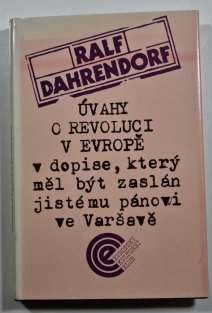 RALF
DAHRENDORF
ÚVAHY
O REVOLUCI
V EVROPĚ
v dopise, který
měl být zaslán
jistému pánovi
ve Varšavě